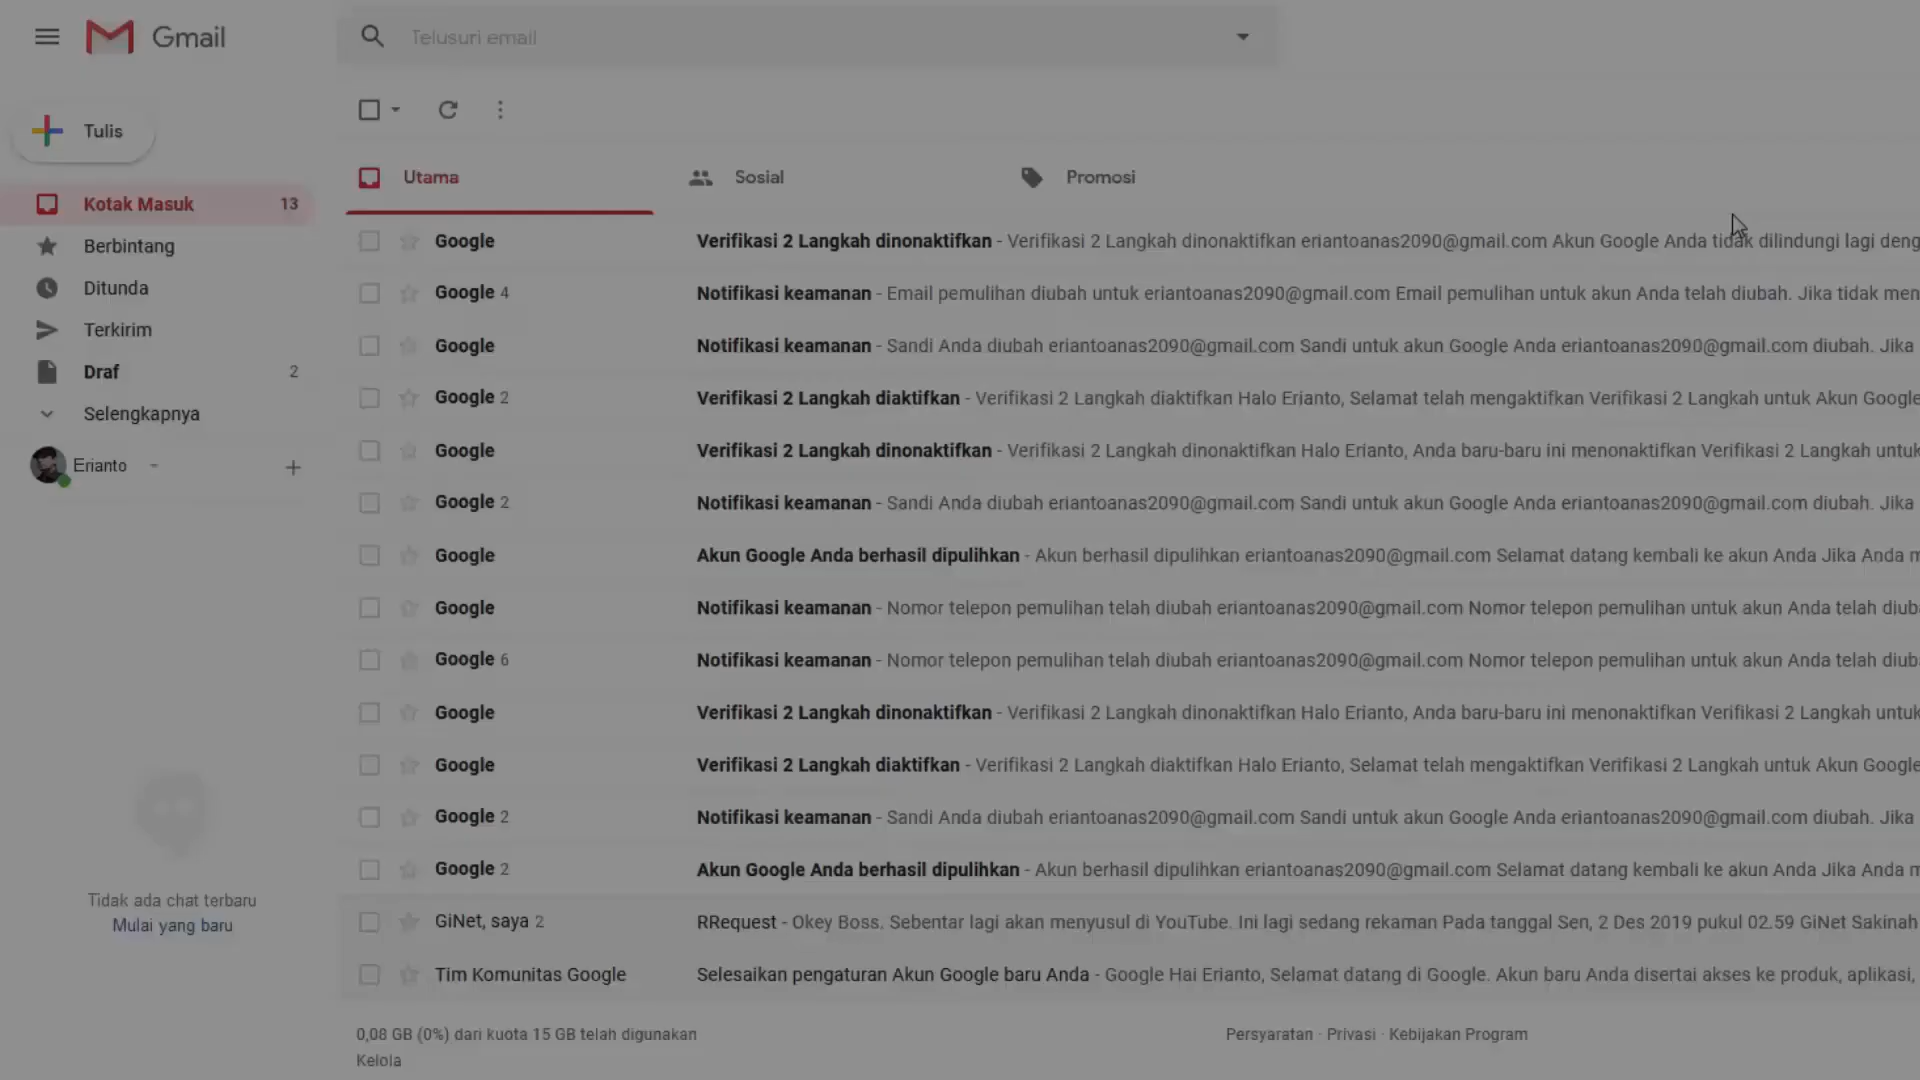 Gmail
Telusuri email
Tulis
Utama
Sosial
Promosi
Kotak Masuk 13
Berbintang
Ditunda
Terkirim
Draf 2
Selengkapnya
Erianto
Google Verifikasi 2 Langkah dinonaktifkan - Verifikasi 2 Langkah dinonaktifkan eriantoanas2090@gmail.com Akun Google Anda tidak dilindungi lagi deng
Google 4 Notifikasi keamanan - Email pemulihan diubah untuk eriantoanas2090@gmail.com Email pemulihan untuk akun Anda telah diubah. Jika tidak men
Google Notifikasi keamanan - Sandi Anda diubah eriantoanas2090@gmail.com Sandi untuk akun Google Anda eriantoanas2090@gmail.com diubah. Jika
Google 2 Verifikasi 2 Langkah diaktifkan - Verifikasi 2 Langkah diaktifkan Halo Erianto, Selamat telah mengaktifkan Verifikasi 2 Langkah untuk Akun Google
Google Verifikasi 2 Langkah dinonaktifkan - Verifikasi 2 Langkah dinonaktifkan Halo Erianto, Anda baru-baru ini menonaktifkan Verifikasi 2 Langkah untuk
Google 2 Notifikasi keamanan - Sandi Anda diubah eriantoanas2090@gmail.com Sandi untuk akun Google Anda eriantoanas2090@gmail.com diubah. Jika
Google Akun Google Anda berhasil dipulihkan - Akun berhasil dipulihkan eriantoanas2090@gmail.com Selamat datang kembali ke akun Anda Jika Anda m
Google Notifikasi keamanan - Nomor telepon pemulihan telah diubah eriantoanas2090@gmail.com Nomor telepon pemulihan untuk akun Anda telah diuba
Google 6 Notifikasi keamanan - Nomor telepon pemulihan telah diubah eriantoanas2090@gmail.com Nomor telepon pemulihan untuk akun Anda telah diub
Google Verifikasi 2 Langkah dinonaktifkan - Verifikasi 2 Langkah dinonaktifkan Halo Erianto, Anda baru-baru ini menonaktifkan Verifikasi 2 Langkah untuk
Google Verifikasi 2 Langkah diaktifkan - Verifikasi 2 Langkah diaktifkan Halo Erianto, Selamat telah mengaktifkan Verifikasi 2 Langkah untuk Akun Google
Google 2 Notifikasi keamanan - Sandi Anda diubah eriantoanas2090@gmail.com Sandi untuk akun Google Anda eriantoanas2090@gmail.com diubah. Jika
Google 2 Akun Google Anda berhasil dipulihkan - Akun berhasil dipulihkan eriantoanas2090@gmail.com Selamat datang kembali ke akun Anda Jika Anda m
GiNet, saya 2 RRequest - Okey Boss. Sebentar lagi akan menyusul di YouTube. Ini lagi sedang rekaman Pada tanggal Sen, 2 Des 2019 pukul 02.59 GiNet Sakinah
Tim Komunitas Google Selesaikan pengaturan Akun Google baru Anda - Google Hai Erianto, Selamat datang di Google. Akun baru Anda disertai akses ke produk, aplikasi,
Tidak ada chat terbaru
Mulai yang baru
0,08 GB (0%) dari kuota 15 GB telah digunakan
Kelola
Persyaratan · Privasi · Kebijakan Program